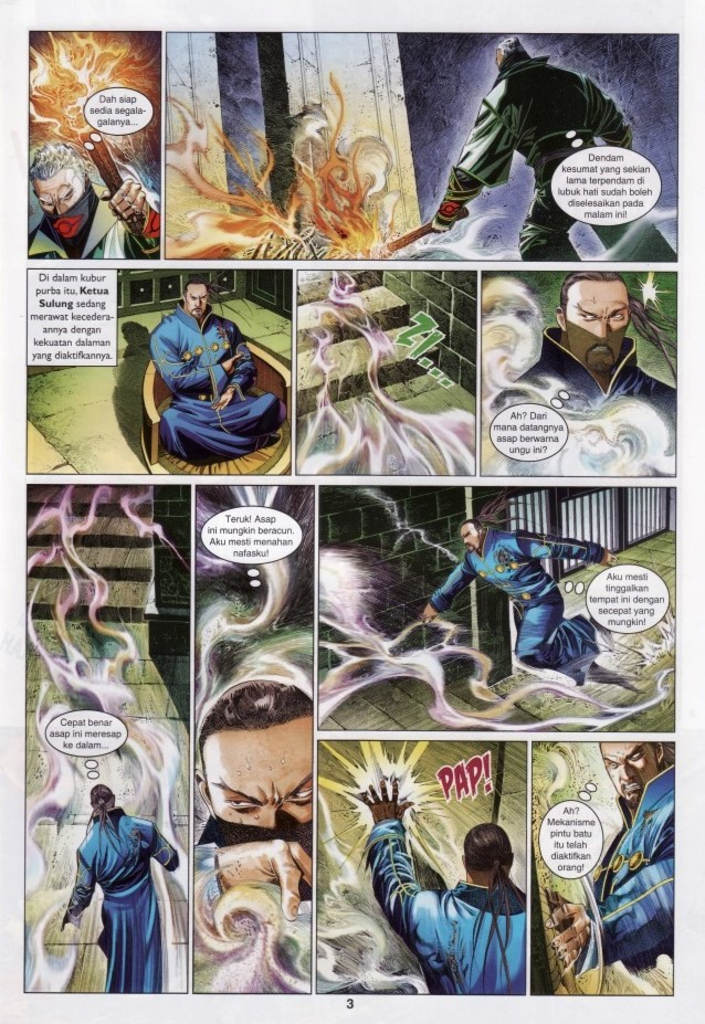 Dah siap
sedia segala-
galanya...
Dendam
kesumat yang sekian
lama terpendam di
lubuk hati sudah boleh
diselesaikan pada
malam ini!
Di dalam kubur
purba itu, Ketua
Sulung sedang
merawat kecederaannya dengan
kekuatan dalaman
yang diaktifkannya.
ZI...
Ah? Dari
mana datangnya
asap berwarna
ungu ini?
Cepat benar
asap ini meresap
ke dalam...
Teruk! Asap
ini mungkin beracun.
Aku mesti menahan
nafasku!
Aku mesti
tinggalkan
tempat ini dengan
secepat yang
mungkin!
PAP!
Ah?
Mekanisme
pintu batu
itu telah
diaktifkan
orang!
3